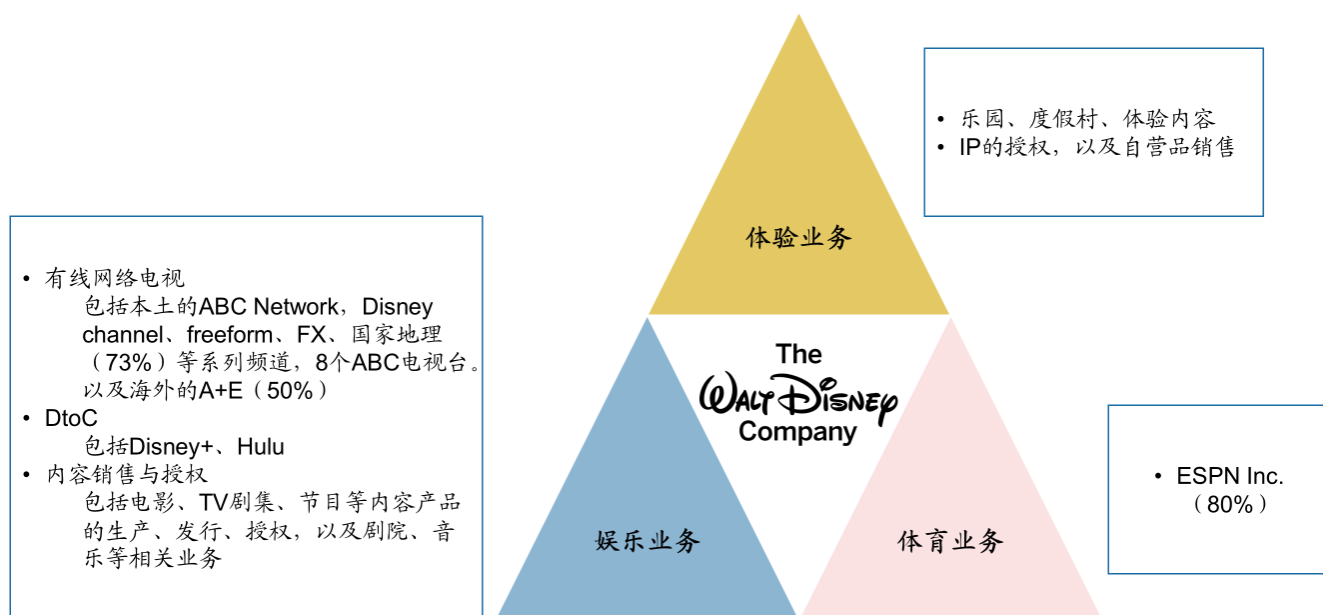 • 乐园、度假村、体验内容
• IP的授权，以及自营品销售
体验业务
• 有线网络电视
包括本土的ABC Network，Disney
channel、freeform、FX、国家地理
（73%）等系列频道，8个ABC电视台。
以及海外的A+E（50%）
• DtoC
包括Disney+、Hulu
• 内容销售与授权
包括电影、TV剧集、节目等内容产品
的生产、发行、授权，以及剧院、音
乐等相关业务
The
WALT DISNEY
Company
娱乐业务
体育业务
• ESPN Inc.
（80%）